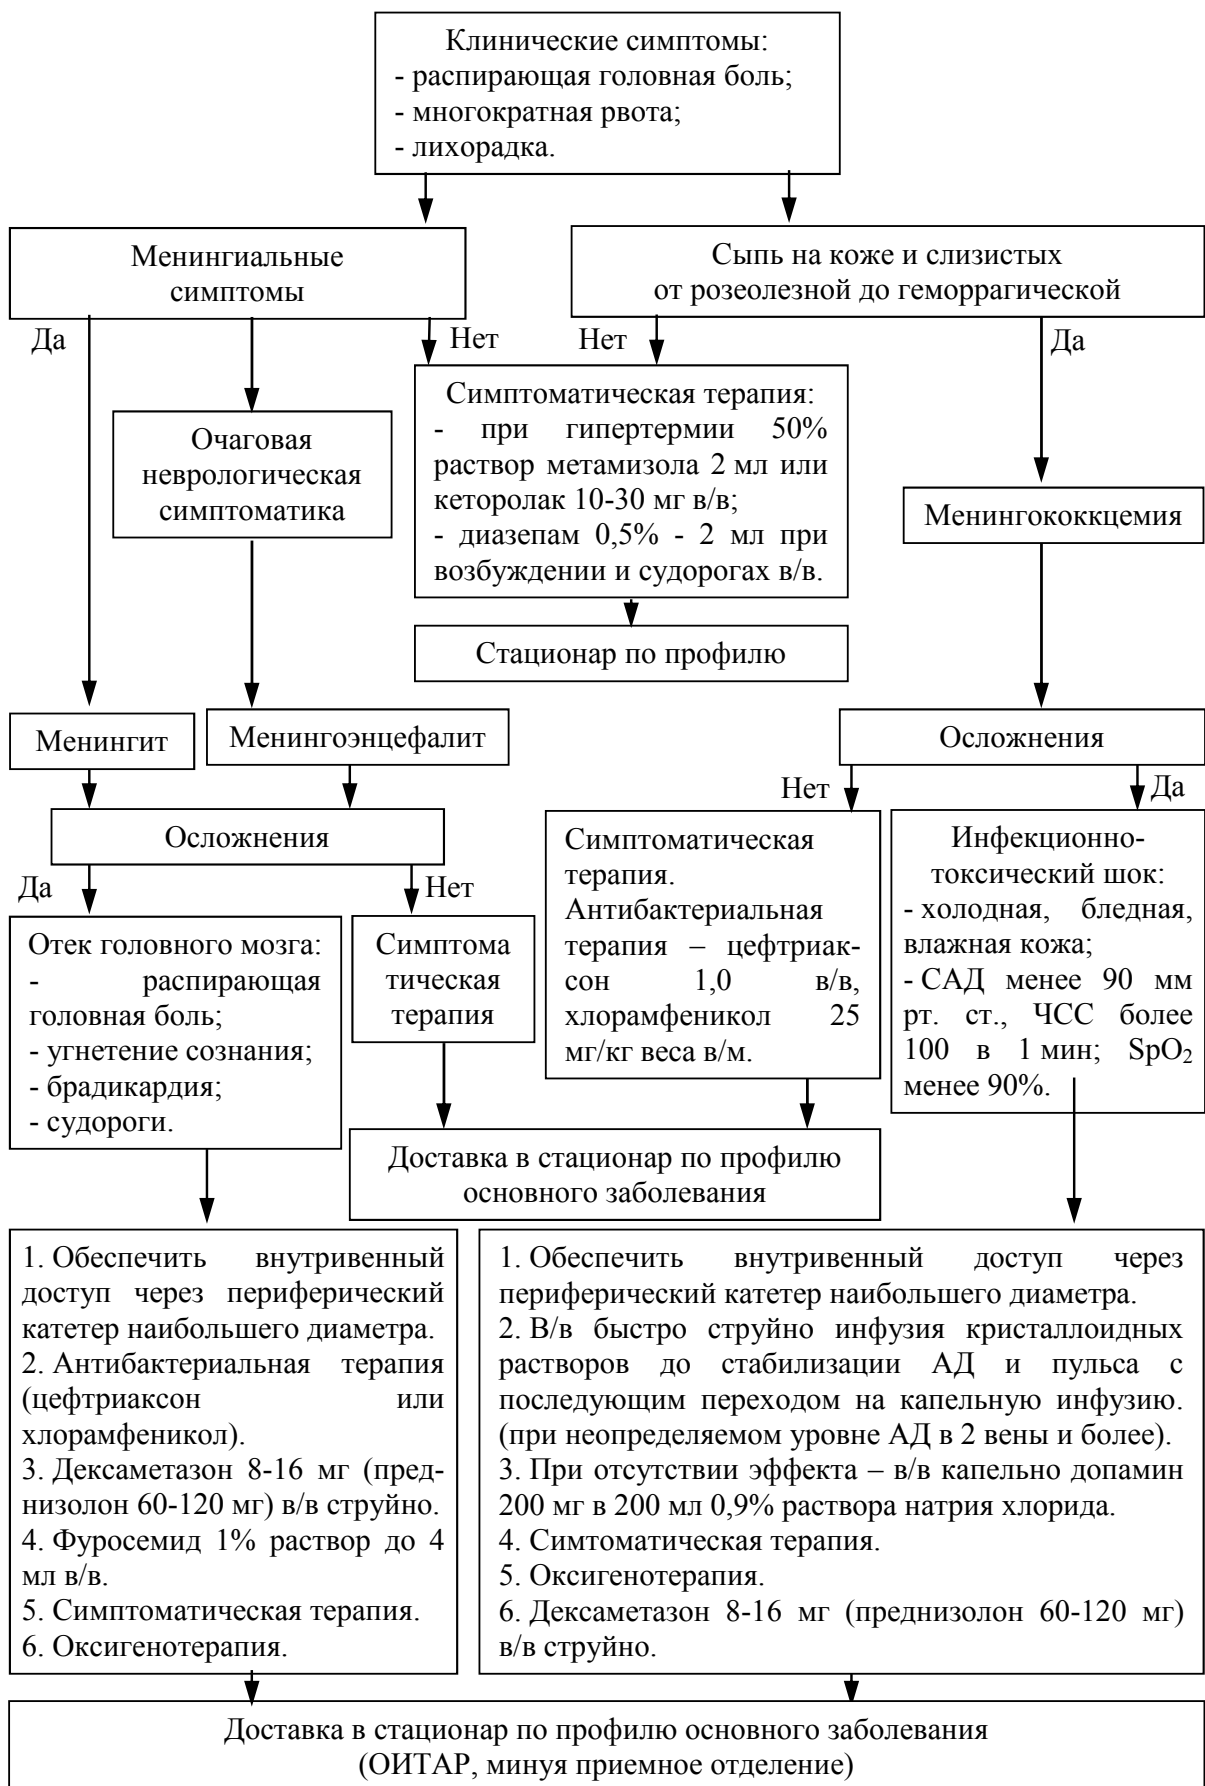 Клинические симптомы:
- распирающая головная боль;
- многократная рвота;
- лихорадка.
Менингиальные
симптомы
Сыпь на коже и слизистых
от розеолезной до геморрагической
Да
Нет
Нет
Да
Очаговая
неврологическая
симптоматика
Симптоматическая терапия:
- при гипертермии 50%
раствор метамизола 2 мл или
кеторолак 10-30 мг в/в;
- диазепам 0,5% - 2 мл при
возбуждении и судорогах в/в.
Менингококкцемия
Стационар по профилю
Менингит
Менингоэнцефалит
Осложнения
Нет
Да
Осложнения
Да
Нет
Симптоматическая
терапия.
Антибактериальная
терапия – цефтриак-
сон 1,0 в/в,
хлорамфеникол 25
мг/кг веса в/м.
Инфекционно-
токсический шок:
- холодная, бледная,
влажная кожа;
- САД менее 90 мм
рт. ст., ЧСС более
100 в 1 мин; SpO₂
менее 90%.
Отек головного мозга:
- распирающая
головная боль;
- угнетение сознания;
- брадикардия;
- судороги.
Симптома
тическая
терапия
Доставка в стационар по профилю
основного заболевания
1. Обеспечить внутривенный
доступ через периферический
катетер наибольшего диаметра.
2. Антибактериальная терапия
(цефтриаксон или
хлорамфеникол).
3. Дексаметазон 8-16 мг (пред-
низолон 60-120 мг) в/в струйно.
4. Фуросемид 1% раствор до 4
мл в/в.
5. Симптоматическая терапия.
6. Оксигенотерапия.
1. Обеспечить внутривенный доступ через
периферический катетер наибольшего диаметра.
2. В/в быстро струйно инфузия кристаллоидных
растворов до стабилизации АД и пульса с
последующим переходом на капельную инфузию.
(при неопределяемом уровне АД в 2 вены и более).
3. При отсутствии эффекта – в/в капельно допамин
200 мг в 200 мл 0,9% раствора натрия хлорида.
4. Симтоматическая терапия.
5. Оксигенотерапия.
6. Дексаметазон 8-16 мг (преднизолон 60-120 мг)
в/в струйно.
Доставка в стационар по профилю основного заболевания
(ОИТАР, минуя приемное отделение)